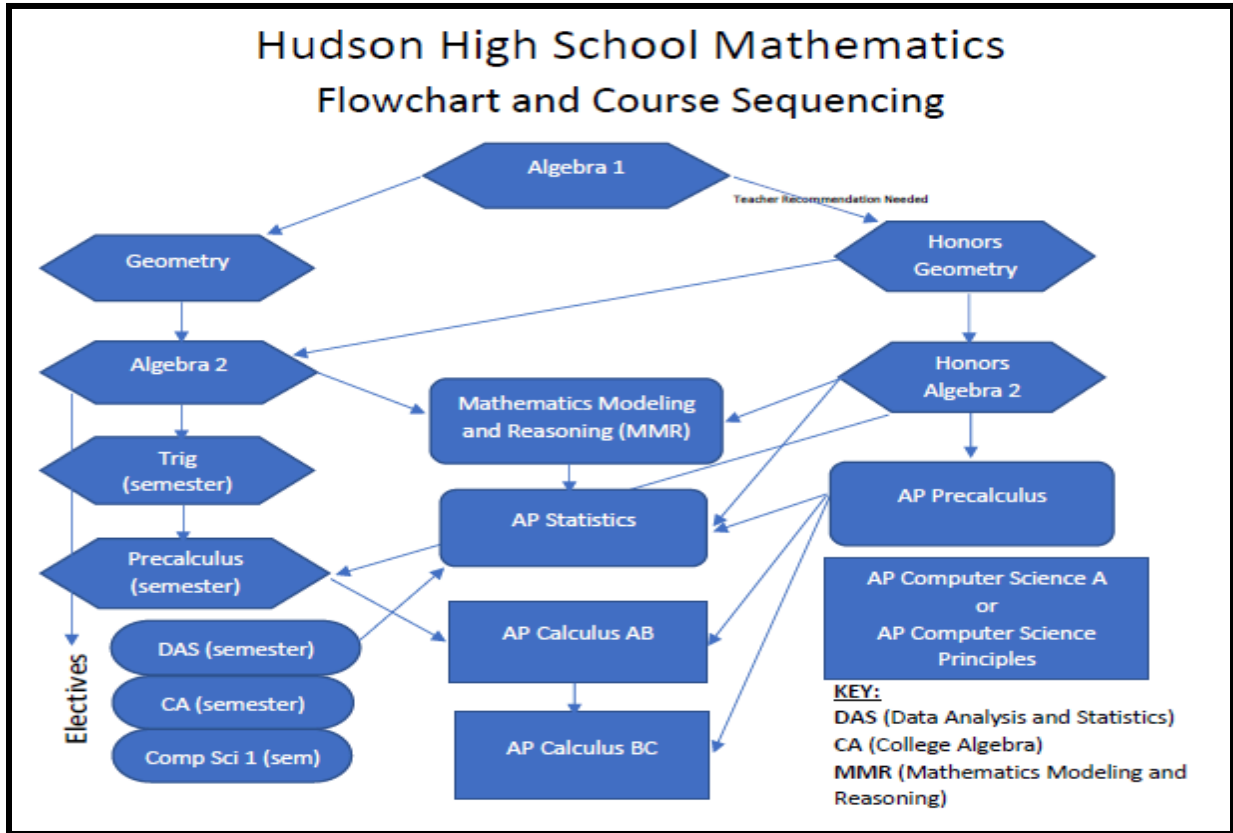 Hudson High School Mathematics
Flowchart and Course Sequencing
Algebra 1
Teacher Recommendation Needed
Geometry
Honors
Geometry
Algebra 2
Honors
Algebra 2
Mathematics Modeling
and Reasoning (MMR)
Trig
(semester)
AP Statistics
AP Precalculus
Precalculus
(semester)
AP Computer Science A
or
AP Computer Science
Principles
DAS (semester)
AP Calculus AB
CA (semester)
Comp Sci 1 (sem)
Electives
AP Calculus BC
KEY:
DAS (Data Analysis and Statistics)
CA (College Algebra)
MMR (Mathematics Modeling and
Reasoning)